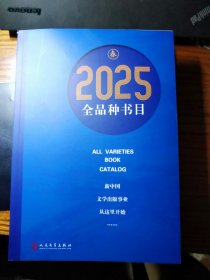 2025
全品种书目
ALL VARIETIES
BOOK
CATALOG
新中国
文学出版事业
从这里开始
······
人民文学出版社